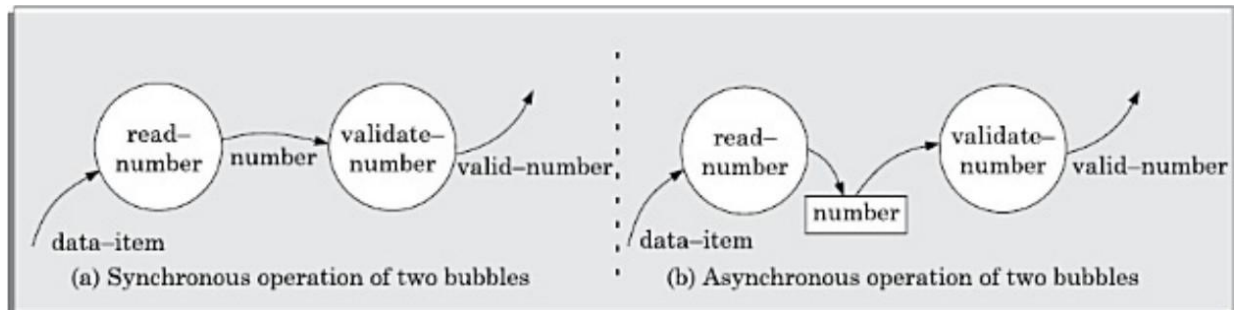 read–
number
number
validate–
number
valid–number
data–item
(a) Synchronous operation of two bubbles
read–
number
number
validate–
number
valid–number
data–item
(b) Asynchronous operation of two bubbles